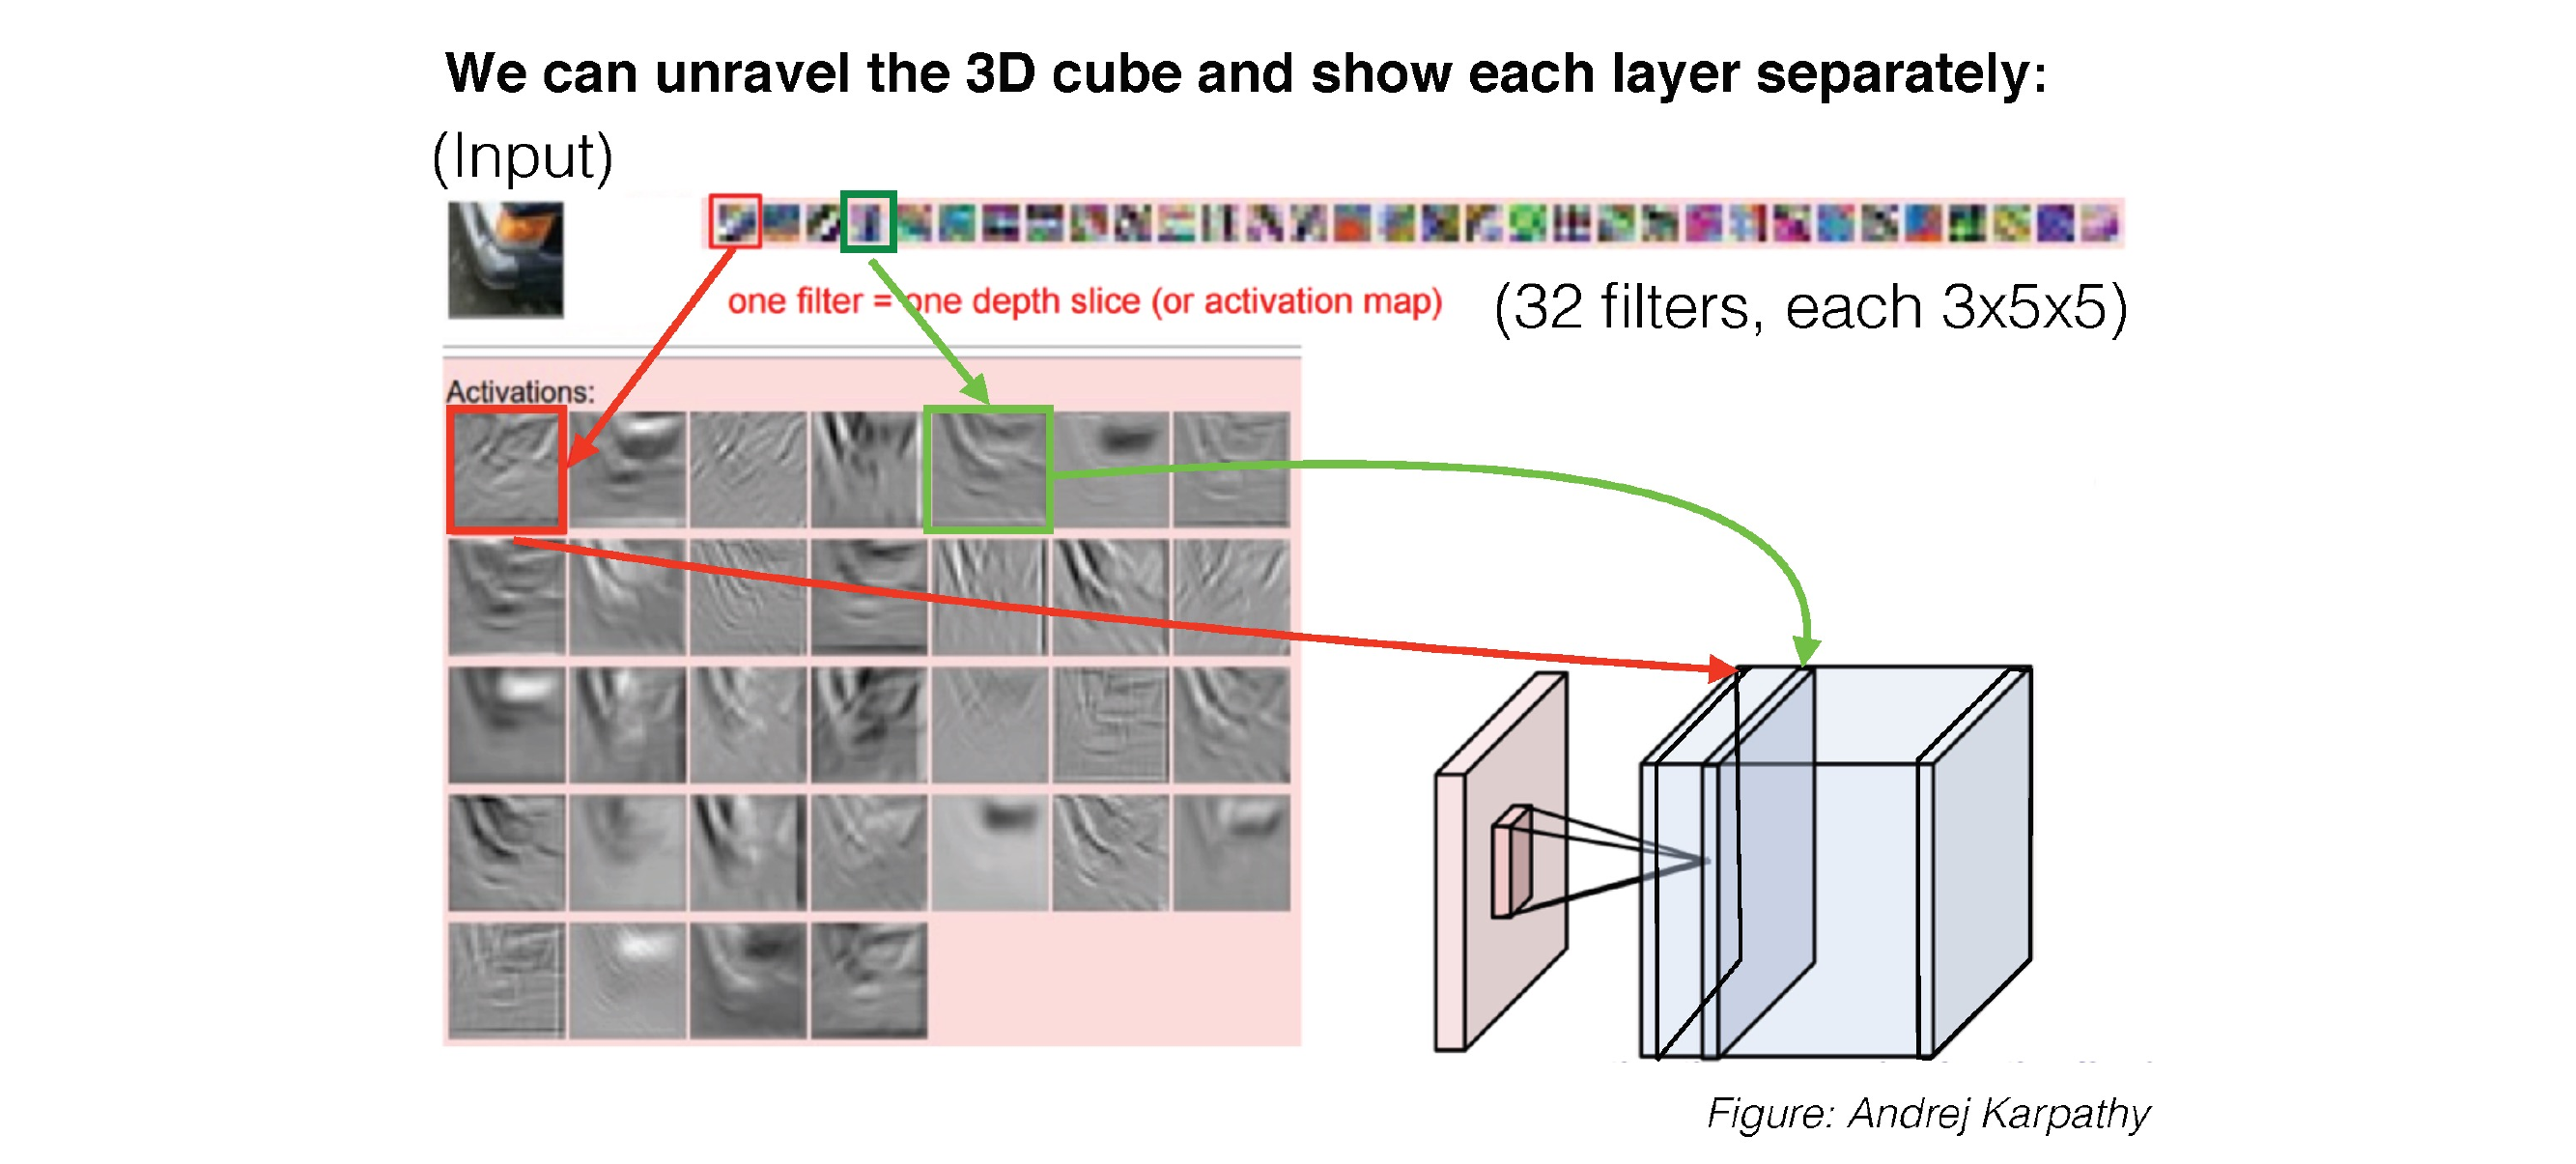 We can unravel the 3D cube and show each layer separately:
(Input)
one filter = one depth slice (or activation map)
(32 filters, each 3x5x5)
Activations:
Figure: Andrej Karpathy